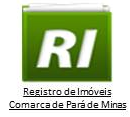 RI
Registro de Imóveis
Comarca de Pará de Minas